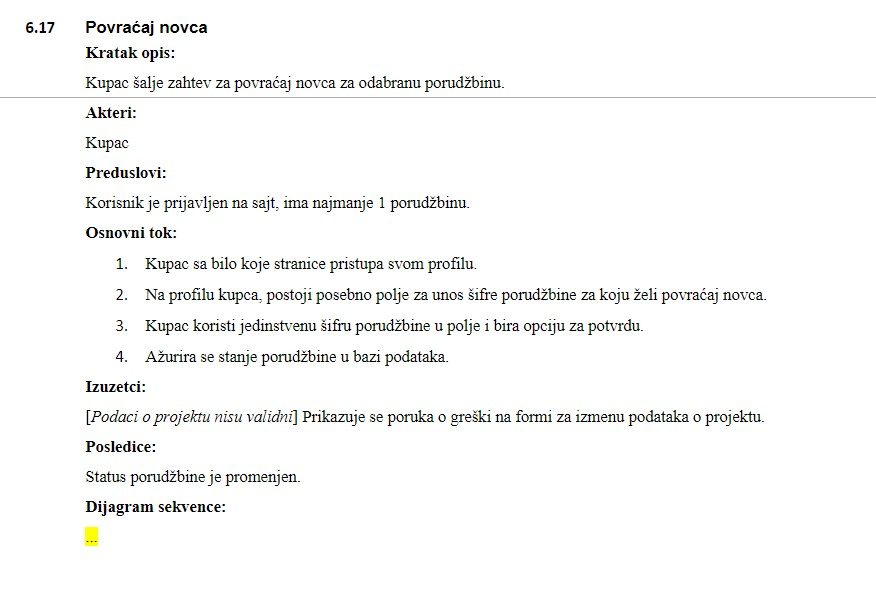 6.17 Povraćaj novca
Kratak opis:
Kupac šalje zahtev za povraćaj novca za odabranu porudžbinu.
Akteri:
Kupac
Preduslovi:
Korisnik je prijavljen na sajt, ima najmanje 1 porudžbinu.
Osnovni tok:
1. Kupac sa bilo koje stranice pristupa svom profilu.
2. Na profilu kupca, postoji posebno polje za unos šifre porudžbine za koju želi povraćaj novca.
3. Kupac koristi jedinstvenu šifru porudžbine u polje i bira opciju za potvrdu.
4. Ažurira se stanje porudžbine u bazi podataka.
Izuzetci:
[Podaci o projektu nisu validni] Prikazuje se poruka o greški na formi za izmenu podataka o projektu.
Posledice:
Status porudžbine je promenjen.
Dijagram sekvence:
...